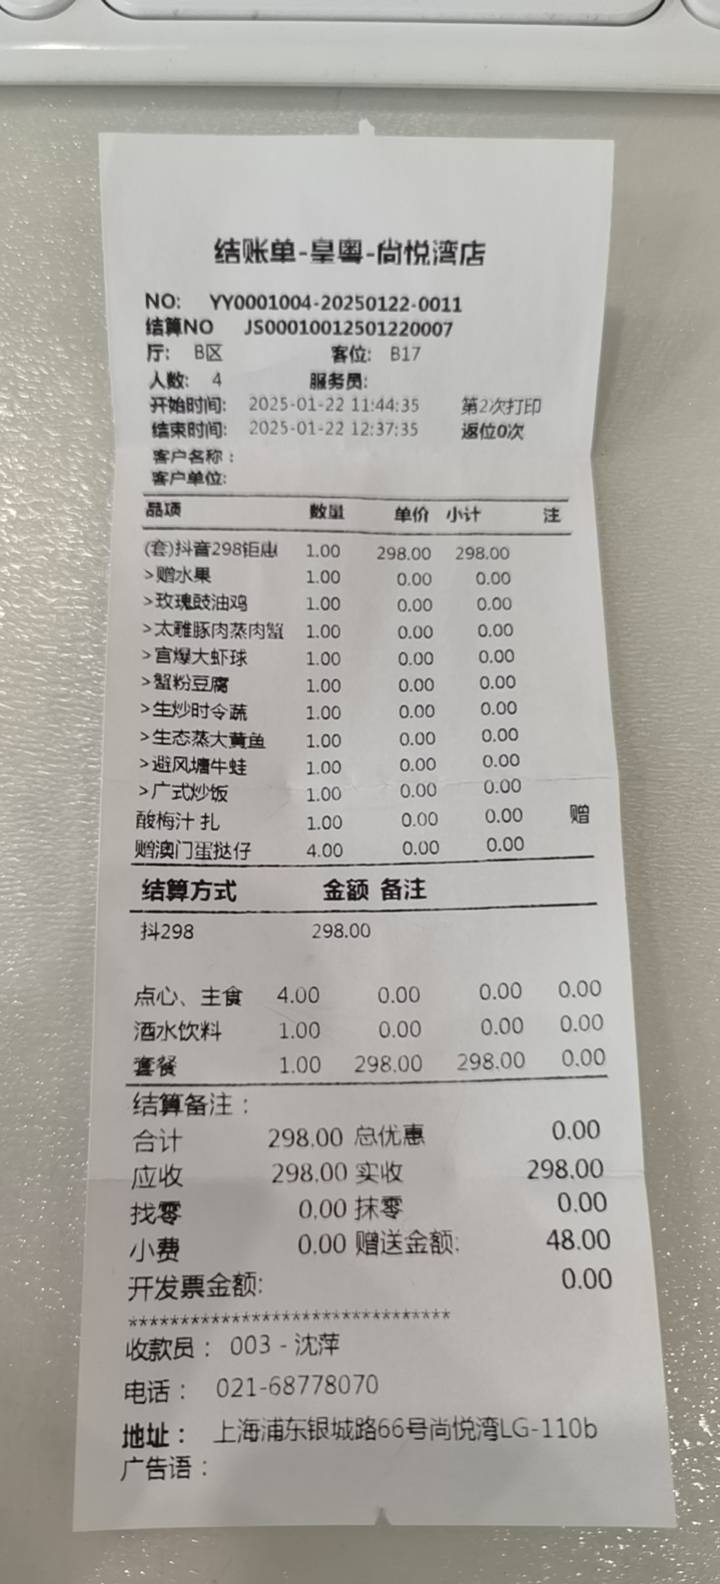 结账单-皇粤-尚悦湾店
NO: YY0001004-20250122-0011
结算NO JS00010012501220007
厅: B区 客位: B17
人数: 4 服务员:
开始时间: 2025-01-22 11:44:35 第2次打印
结束时间: 2025-01-22 12:37:35 返位0次
客户名称:
客户单位:
品项 数量 单价 小计 注
(套)抖音298钜惠 1.00 298.00 298.00
>赠水果 1.00 0.00 0.00
>玫瑰豉油鸡 1.00 0.00 0.00
>太雕豚肉蒸肉蟹 1.00 0.00 0.00
>宫爆大虾球 1.00 0.00 0.00
>蟹粉豆腐 1.00 0.00 0.00
>生炒时令蔬 1.00 0.00 0.00
>生态蒸大黄鱼 1.00 0.00 0.00
>避风塘牛蛙 1.00 0.00 0.00
>广式炒饭 1.00 0.00 0.00
酸梅汁 扎 1.00 0.00 0.00 赠
赠澳门蛋挞仔 4.00 0.00 0.00
结算方式 金额 备注
抖298 298.00
点心、主食 4.00 0.00 0.00 0.00
酒水饮料 1.00 0.00 0.00 0.00
套餐 1.00 298.00 298.00 0.00
结算备注:
合计 298.00 总优惠 0.00
应收 298.00 实收 298.00
找零 0.00 抹零 0.00
小费 0.00 赠送金额: 48.00
开发票金额: 0.00
*******************************
收款员: 003 - 沈萍
电话: 021-68778070
地址: 上海浦东银城路66号尚悦湾LG-110b
广告语: